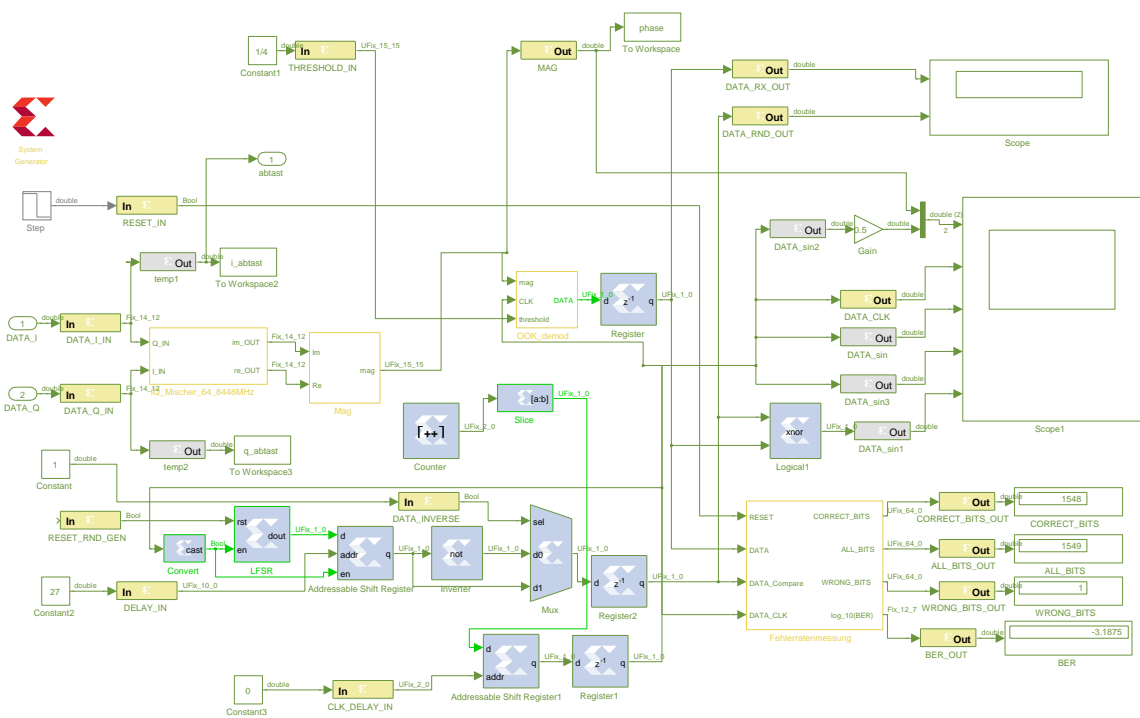 phase
To Workspace
1/4
double
In
UFix_15_15
Constant1
THRESHOLD_IN
Out
double
MAG
Out
double
DATA_RX_OUT
Out
double
DATA_RND_OUT
Scope
System
Generator
1
abtast
Step
double
In
Bool
RESET_IN
Out
double
temp1
i_abtast
To Workspace2
Out
double
DATA_sin2
0.5
Gain
double
double (2)
2
mag
CLK
threshold
DATA
UFix_1_0
OOK_demod
d
z-1
q
UFix_1_0
Register
Out
double
DATA_CLK
Out
double
DATA_sin
Out
double
DATA_sin3
Out
double
DATA_sin1
Scope1
1
DATA_I
In
Fix_14_12
DATA_I_IN
2
DATA_Q
In
Fix_14_12
DATA_Q_IN
Q_IN
I_IN
im_OUT
re_OUT
Fix_14_12
Fix_14_12
IQ_Mischer_64_8448MHz
Im
Re
mag
UFix_15_15
Mag
Out
double
temp2
q_abtast
To Workspace3
Counter
UFix_2_0
[a:b]
UFix_1_0
Slice
xnor
UFix_1_0
Logical1
1
double
Constant
In
Bool
DATA_INVERSE
In
Bool
RESET_RND_GEN
cast
Bool
Convert
rst
en
dout
UFix_1_0
LFSR
d
addr
en
q
UFix_1_0
Addressable Shift Register
not
UFix_1_0
Inverter
sel
d0
d1
UFix_1_0
Mux
d
z-1
q
UFix_1_0
Register2
27
double
Constant2
In
UFix_10_0
DELAY_IN
RESET
DATA
DATA_Compare
DATA_CLK
CORRECT_BITS
ALL_BITS
WRONG_BITS
log_10(BER)
Fehlerratenmessung
UFix_64_0
Out
double
CORRECT_BITS_OUT
1548
CORRECT_BITS
UFix_64_0
Out
double
ALL_BITS_OUT
1549
ALL_BITS
UFix_64_0
Out
double
WRONG_BITS_OUT
1
WRONG_BITS
Fix_12_7
Out
double
BER_OUT
-3.1875
BER
0
double
Constant3
In
UFix_2_0
CLK_DELAY_IN
d
addr
q
UFix_1_0
Addressable Shift Register1
d
z-1
q
UFix_1_0
Register1